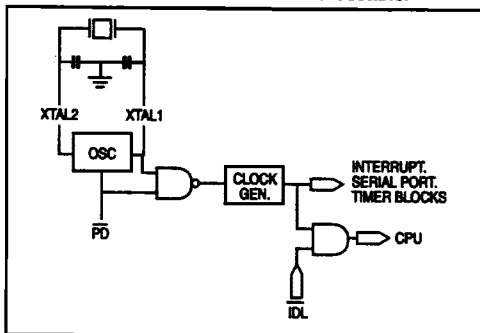 XTAL2
XTAL1
OSC
INTERRUPT.
SERIAL PORT.
TIMER BLOCKS
CLOCK
GEN.
CPU
PD
IDL